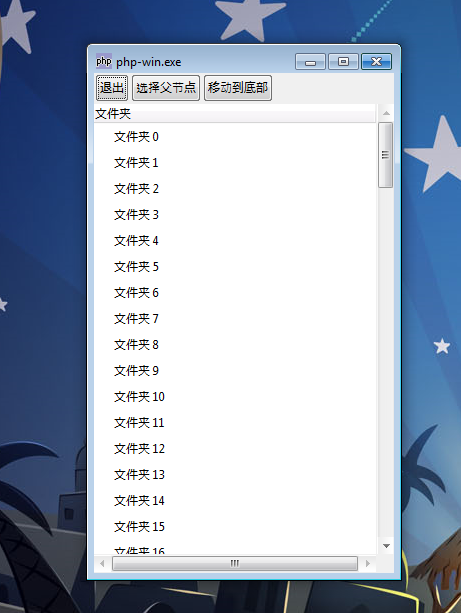 php php-win.exe
退出 选择父节点 移动到底部
文件夹
文件夹 0
文件夹 1
文件夹 2
文件夹 3
文件夹 4
文件夹 5
文件夹 6
文件夹 7
文件夹 8
文件夹 9
文件夹 10
文件夹 11
文件夹 12
文件夹 13
文件夹 14
文件夹 15
文件夹 16